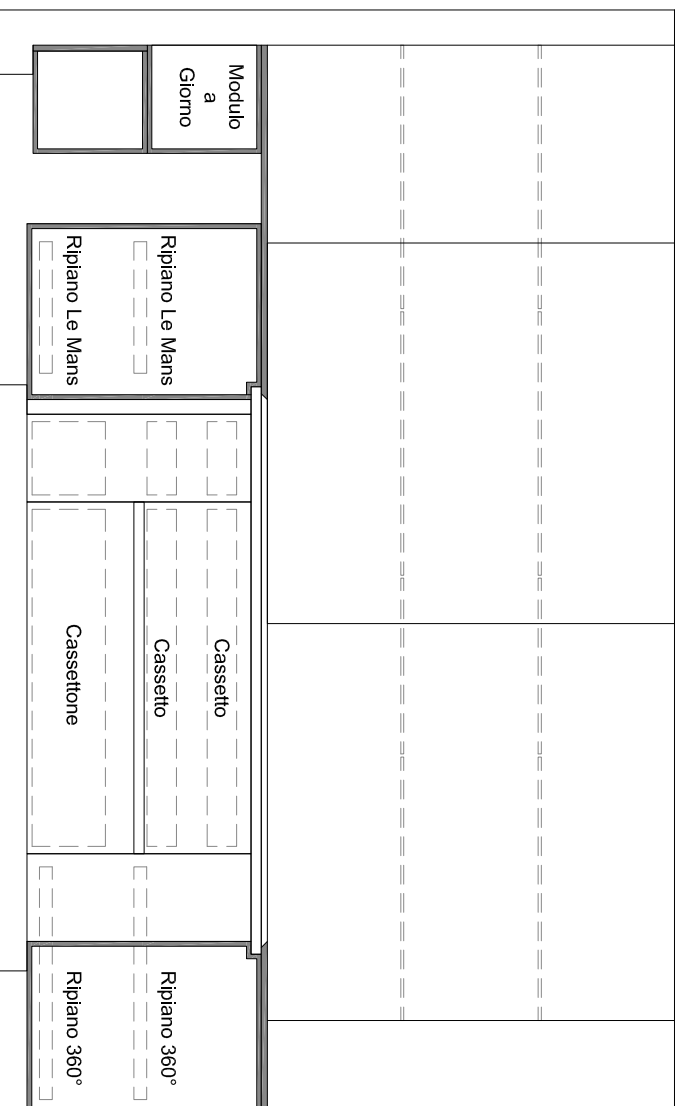 Modulo
a
Giorno
Ripiano Le Mans
Ripiano Le Mans
Cassetto
Cassetto
Cassettone
Ripiano 360°
Ripiano 360°